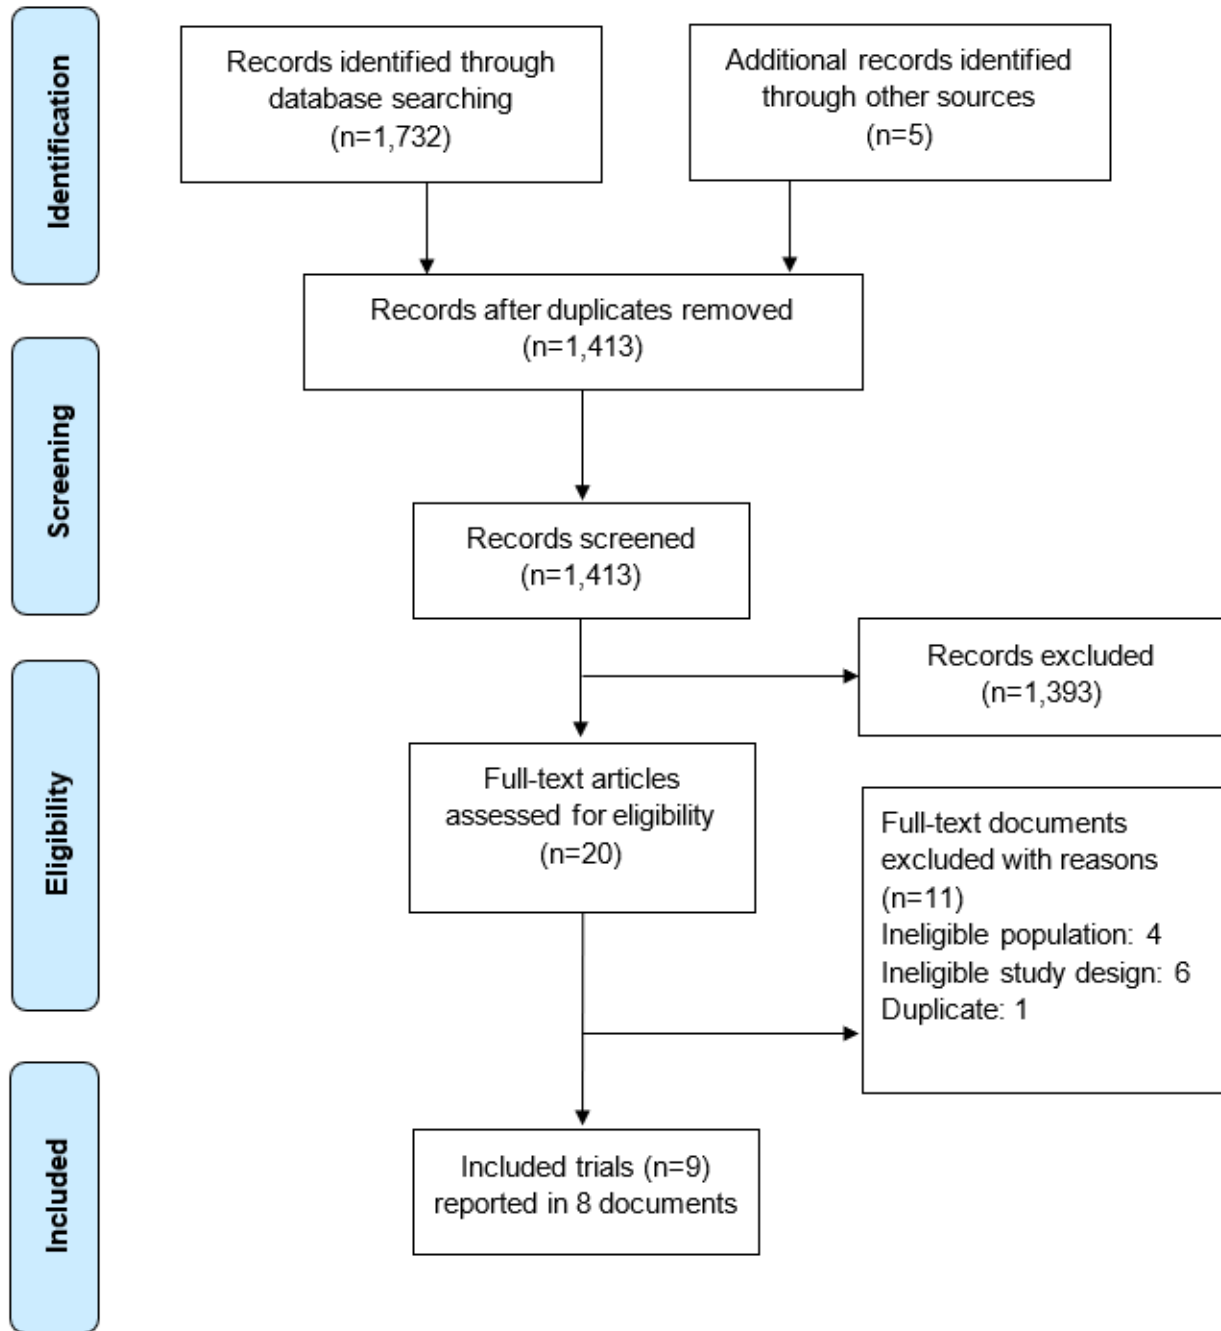 Identification
Records identified through
database searching
(n=1,732)
Additional records identified
through other sources
(n=5)
Records after duplicates removed
(n=1,413)
Screening
Records screened
(n=1,413)
Records excluded
(n=1,393)
Eligibility
Full-text articles
assessed for eligibility
(n=20)
Full-text documents
excluded with reasons
(n=11)
Ineligible population: 4
Ineligible study design: 6
Duplicate: 1
Included
Included trials (n=9)
reported in 8 documents